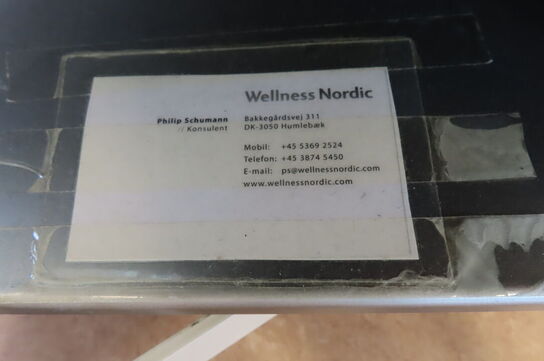 Wellness Nordic
Philip Schumann
// Konsulent
Bakkegårdsvej 311
DK-3050 Humlebæk
Mobil: +45 5369 2524
Telefon: +45 3874 5450
E-mail: ps@wellnessnordic.com
www.wellnessnordic.com